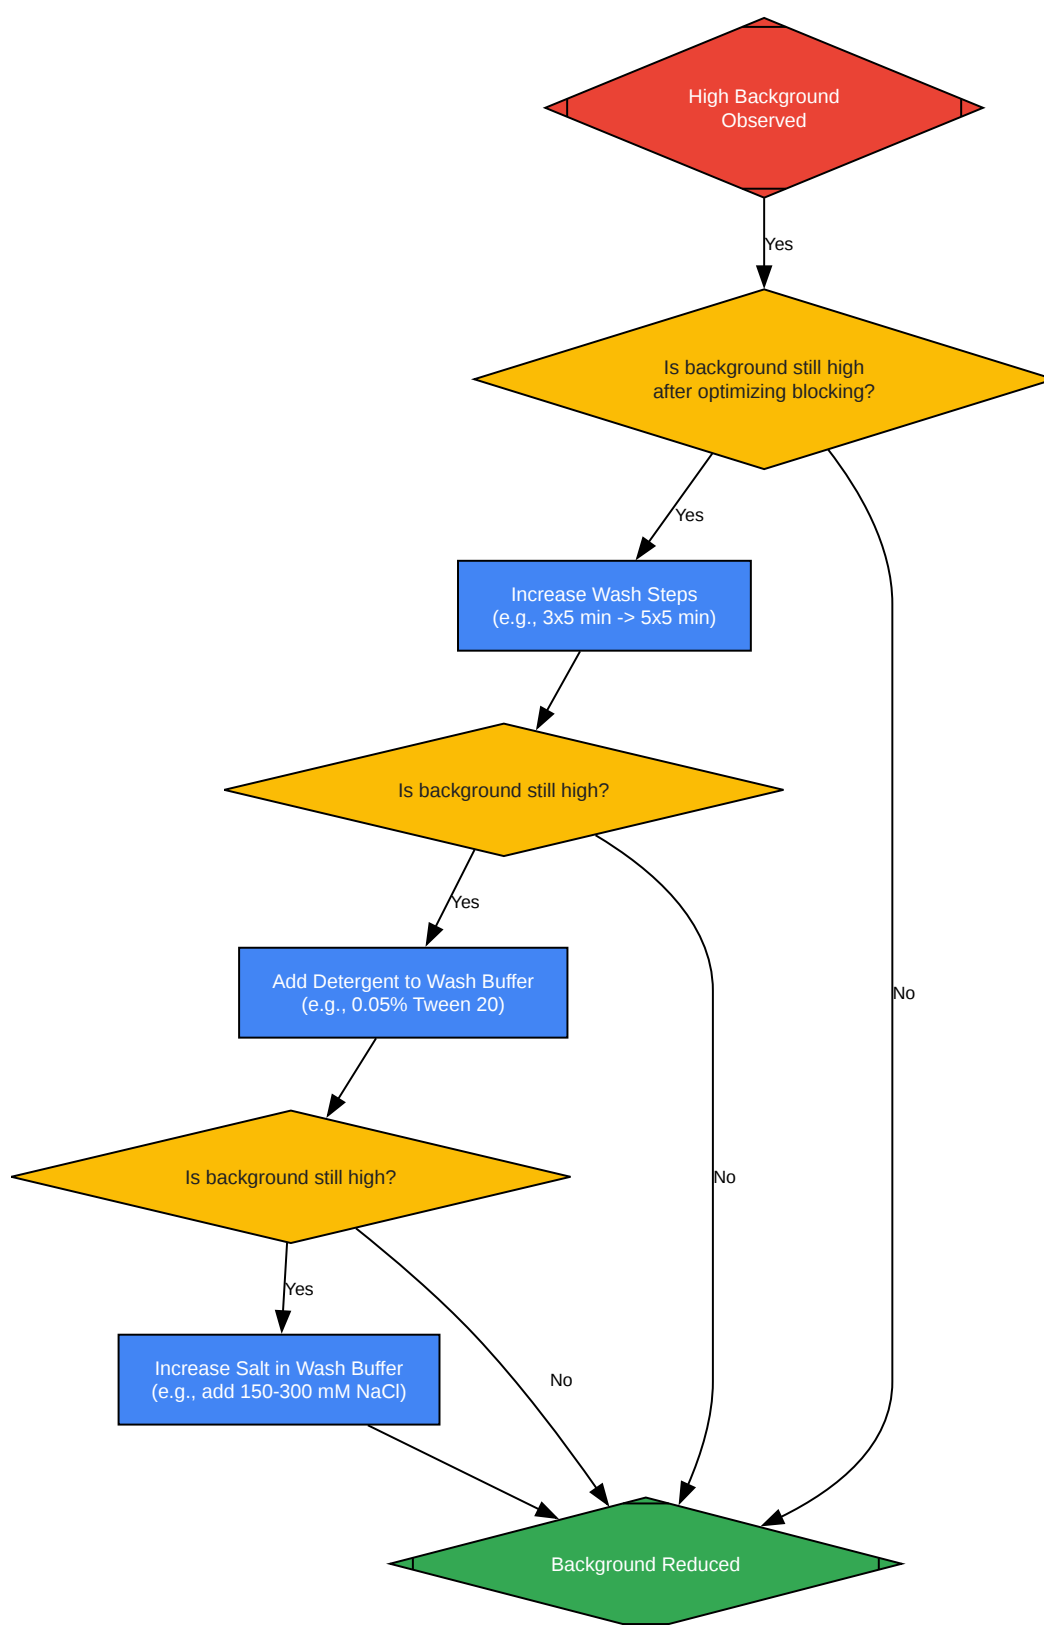 High Background
Observed
Yes
Is background still high
after optimizing blocking?
Yes
Increase Wash Steps
(e.g., 3x5 min -> 5x5 min)
Is background still high?
Yes
Add Detergent to Wash Buffer
(e.g., 0.05% Tween 20)
No
Is background still high?
No
Yes
Increase Salt in Wash Buffer
(e.g., add 150-300 mM NaCl)
No
Background Reduced